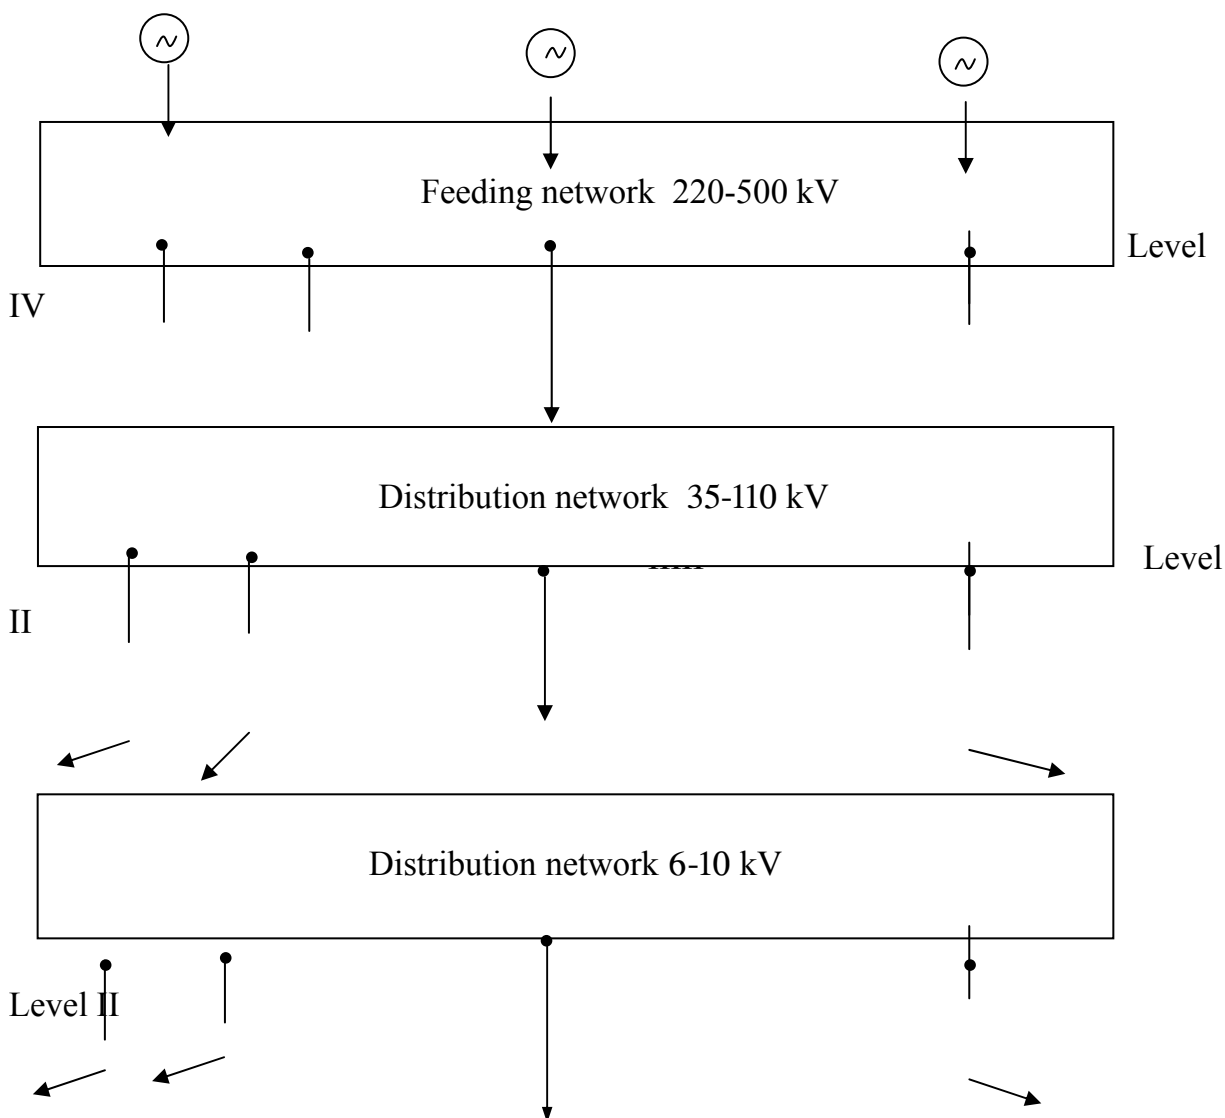 Feeding network 220-500 kV
Level
IV
Distribution network 35-110 kV
Level
II
Distribution network 6-10 kV
Level II